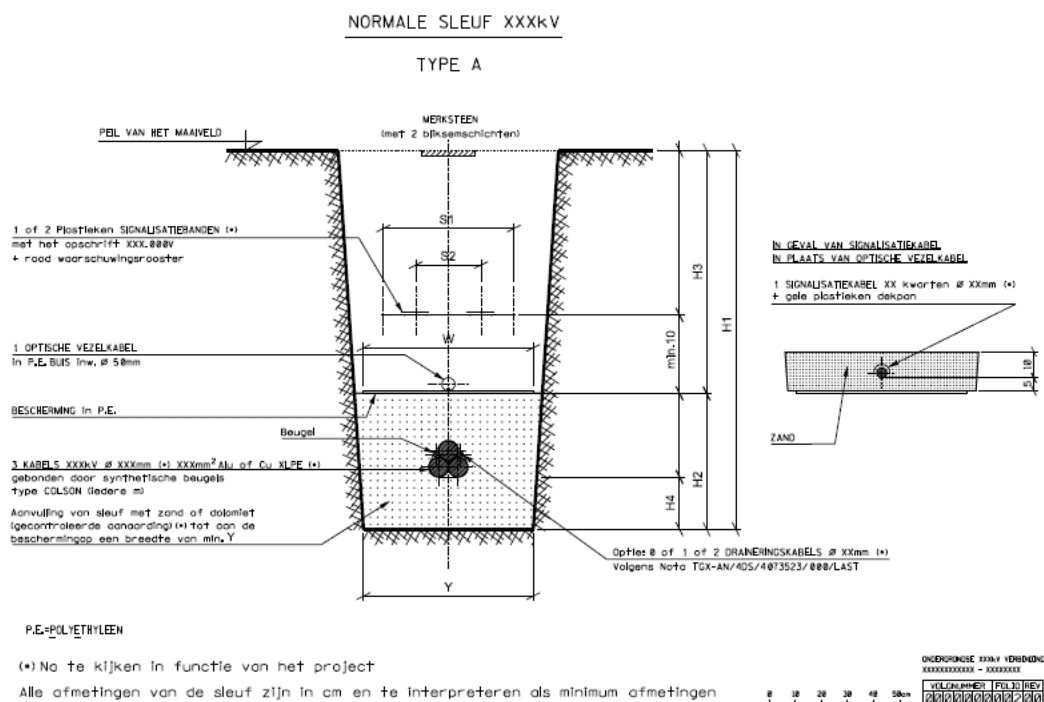 NORMALE SLEUF XXXkV
TYPE A
MERKSTEEN
(met 2 bliksemschichten)
PEIL VAN HET MAAIVELD
1 of 2 Plastieken SIGNALISATIEBANDEN (*)
met het opschrift XXX.000V
+ rood waarschuwingsrooster
S1
S2
H3
H1
min.10
W
1 OPTISCHE VEZELKABEL
in P.E. BUIS inw. Ø 50mm
BESCHERMING in P.E.
Beugel
3 KABELS XXXkV Ø XXXmm (*) XXXmm² Alu of Cu XLPE (*)
gebonden door synthetische beugels
type COLSON (iedere m)
Aanvulling van sleuf met zand of dolomiet
(gecontroleerde aanaarding) (*) tot aan de
beschermingop een breedte van min. Y
H2
H4
Y
Optie: 0 of 1 of 2 DRAINERINGSKABELS Ø XXmm (*)
Volgens Nota TGX-AN/4DS/4073523/000/LAST
IN GEVAL VAN SIGNALISATIEKABEL
IN PLAATS VAN OPTISCHE VEZELKABEL
1 SIGNALISATIEKABEL XX kwarten Ø XXmm (*)
+ gele plastieken dekpan
10
5
ZAND
P.E.=POLYETHYLEEN
(*) Na te kijken in functie van het project
Alle afmetingen van de sleuf zijn in cm en te interpreteren als minimum afmetingen
0 10 20 30 40 50cm
ONDERGRONDSE XXXkV VERBINDING
XXXXXXXXXXXX - XXXXXXXX
VOLGNUMMER FOLIO REV